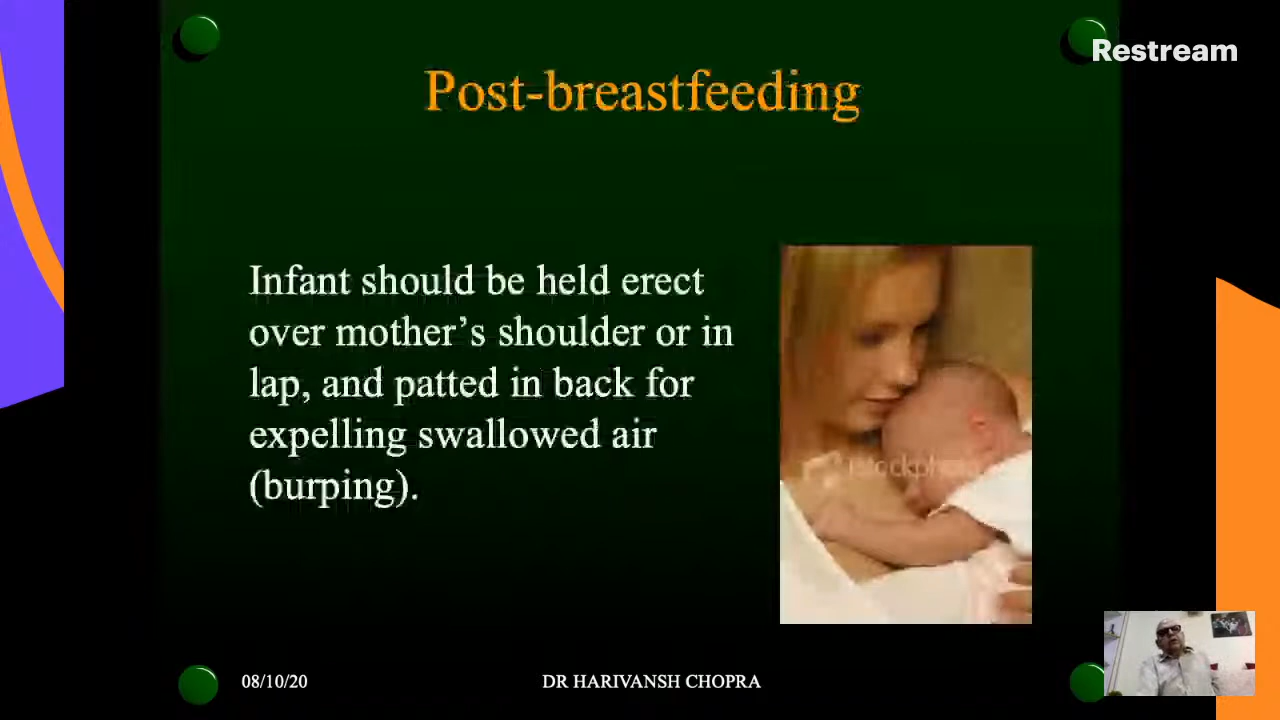 Restream
Post-breastfeeding
Infant should be held erect
over mother’s shoulder or in
lap, and patted in back for
expelling swallowed air
(burping).
08/10/20
DR HARIVANSH CHOPRA